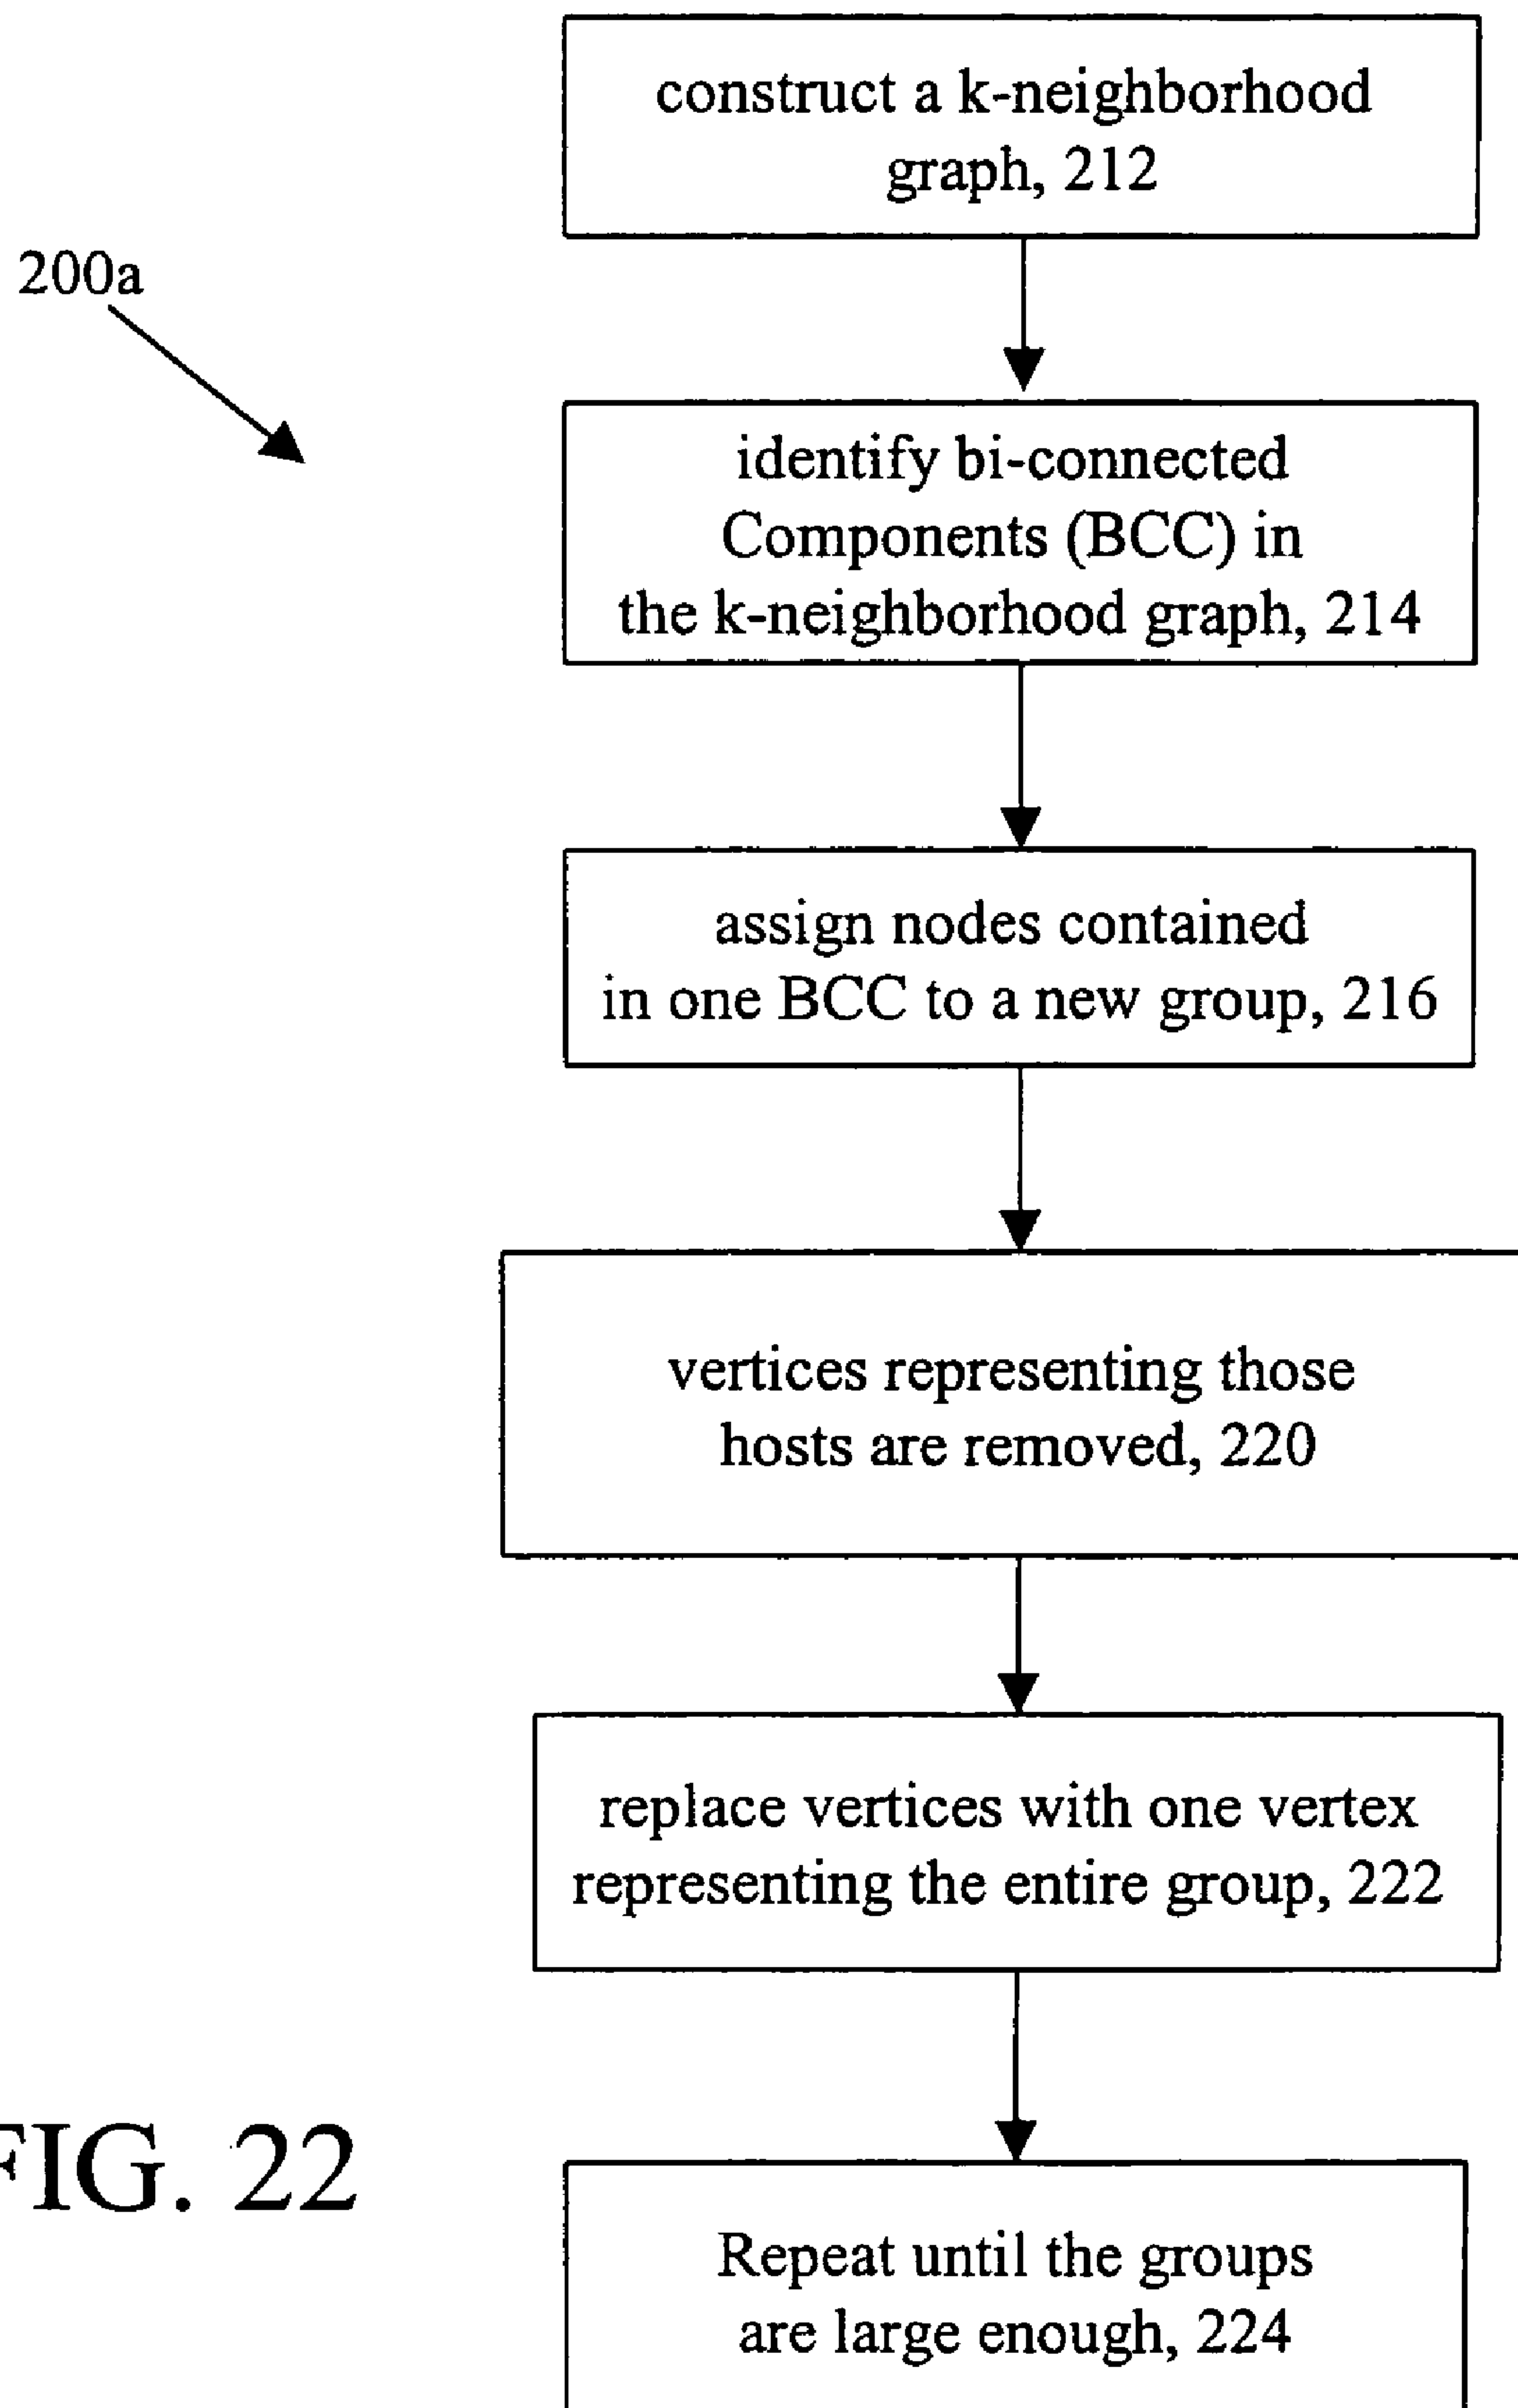 construct a k-neighborhood
graph, 212
200a
identify bi-connected
Components (BCC) in
the k-neighborhood graph, 214
assign nodes contained
in one BCC to a new group, 216
vertices representing those
hosts are removed, 220
replace vertices with one vertex
representing the entire group, 222
FIG. 22
Repeat until the groups
are large enough, 224